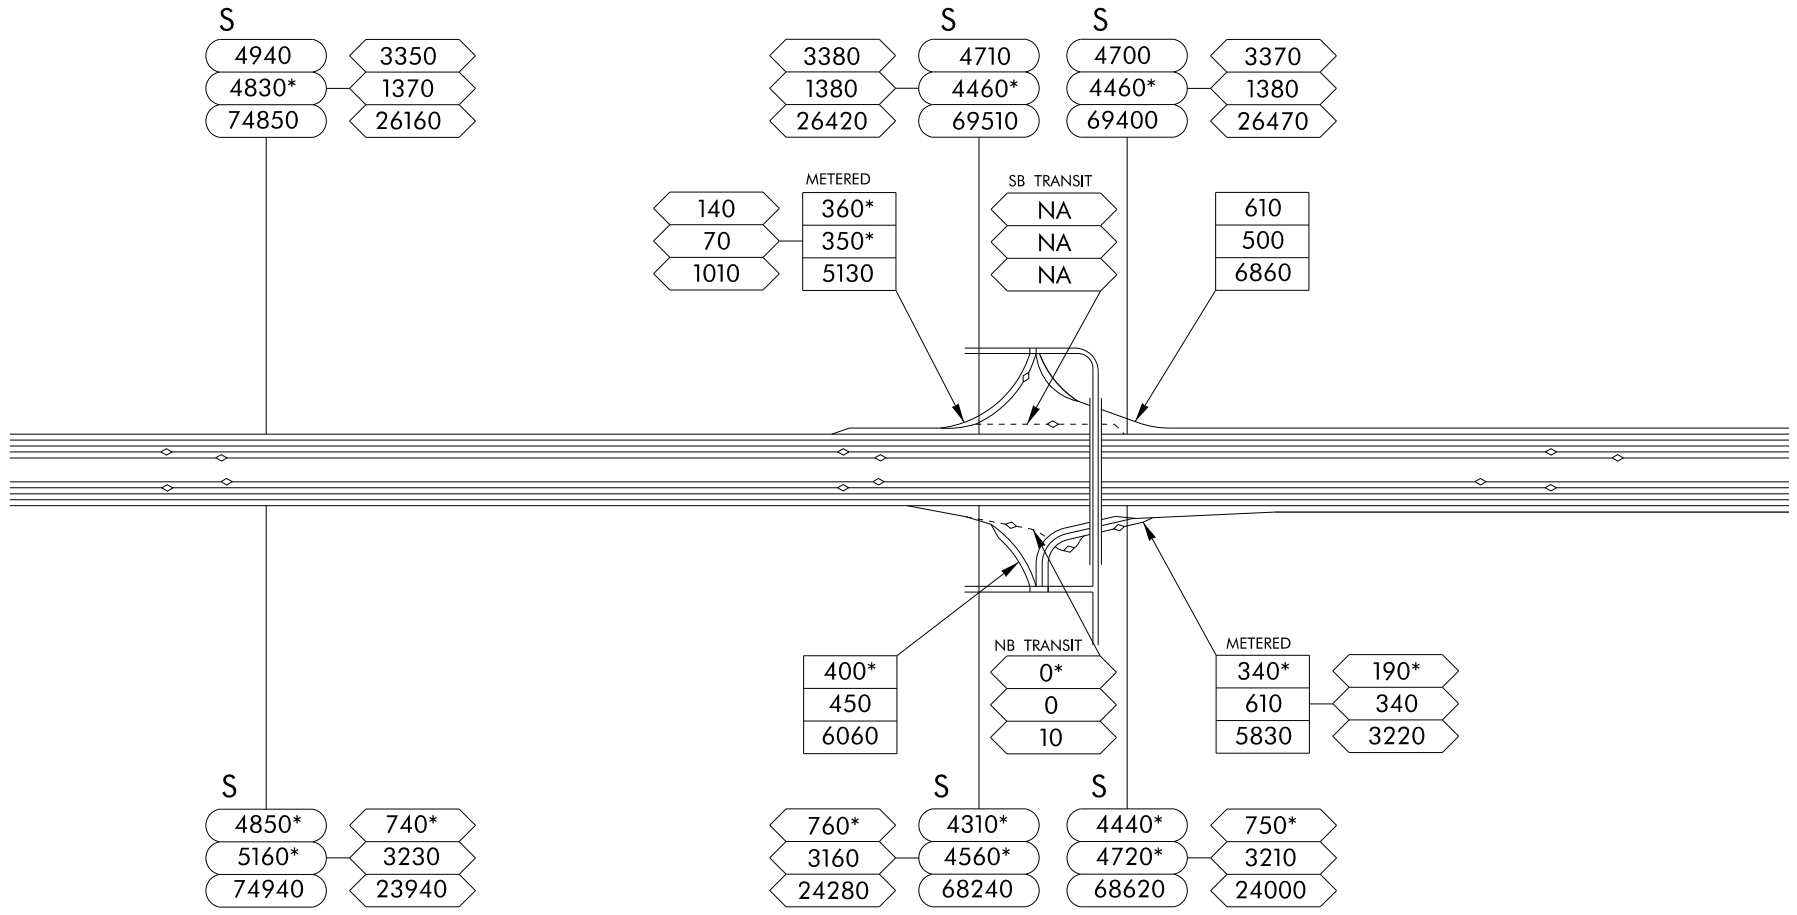 S S S
4940 3350 3380 4710 4700 3370
4830* 1370 1380 4460* 4460* 1380
74850 26160 26420 69510 69400 26470
METERED SB TRANSIT
140 360* NA 610
70 350* NA 500
1010 5130 NA 6860
NB TRANSIT METERED
400* 0* 340* 190*
450 0 610 340
6060 10 5830 3220
S S S
4850* 740* 760* 4310* 4440* 750*
5160* 3230 3160 4560* 4720* 3210
74940 23940 24280 68240 68620 24000